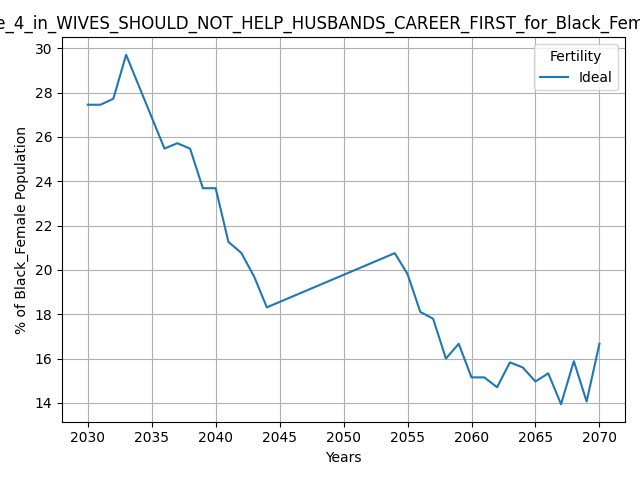 e_4_in_WIVES_SHOULD_NOT_HELP_HUSBANDS_CAREER_FIRST_for_Black_Fem
Fertility
Ideal
30
28
26
24
22
20
18
16
14
% of Black_Female Population
2030 2035 2040 2045 2050 2055 2060 2065 2070
Years